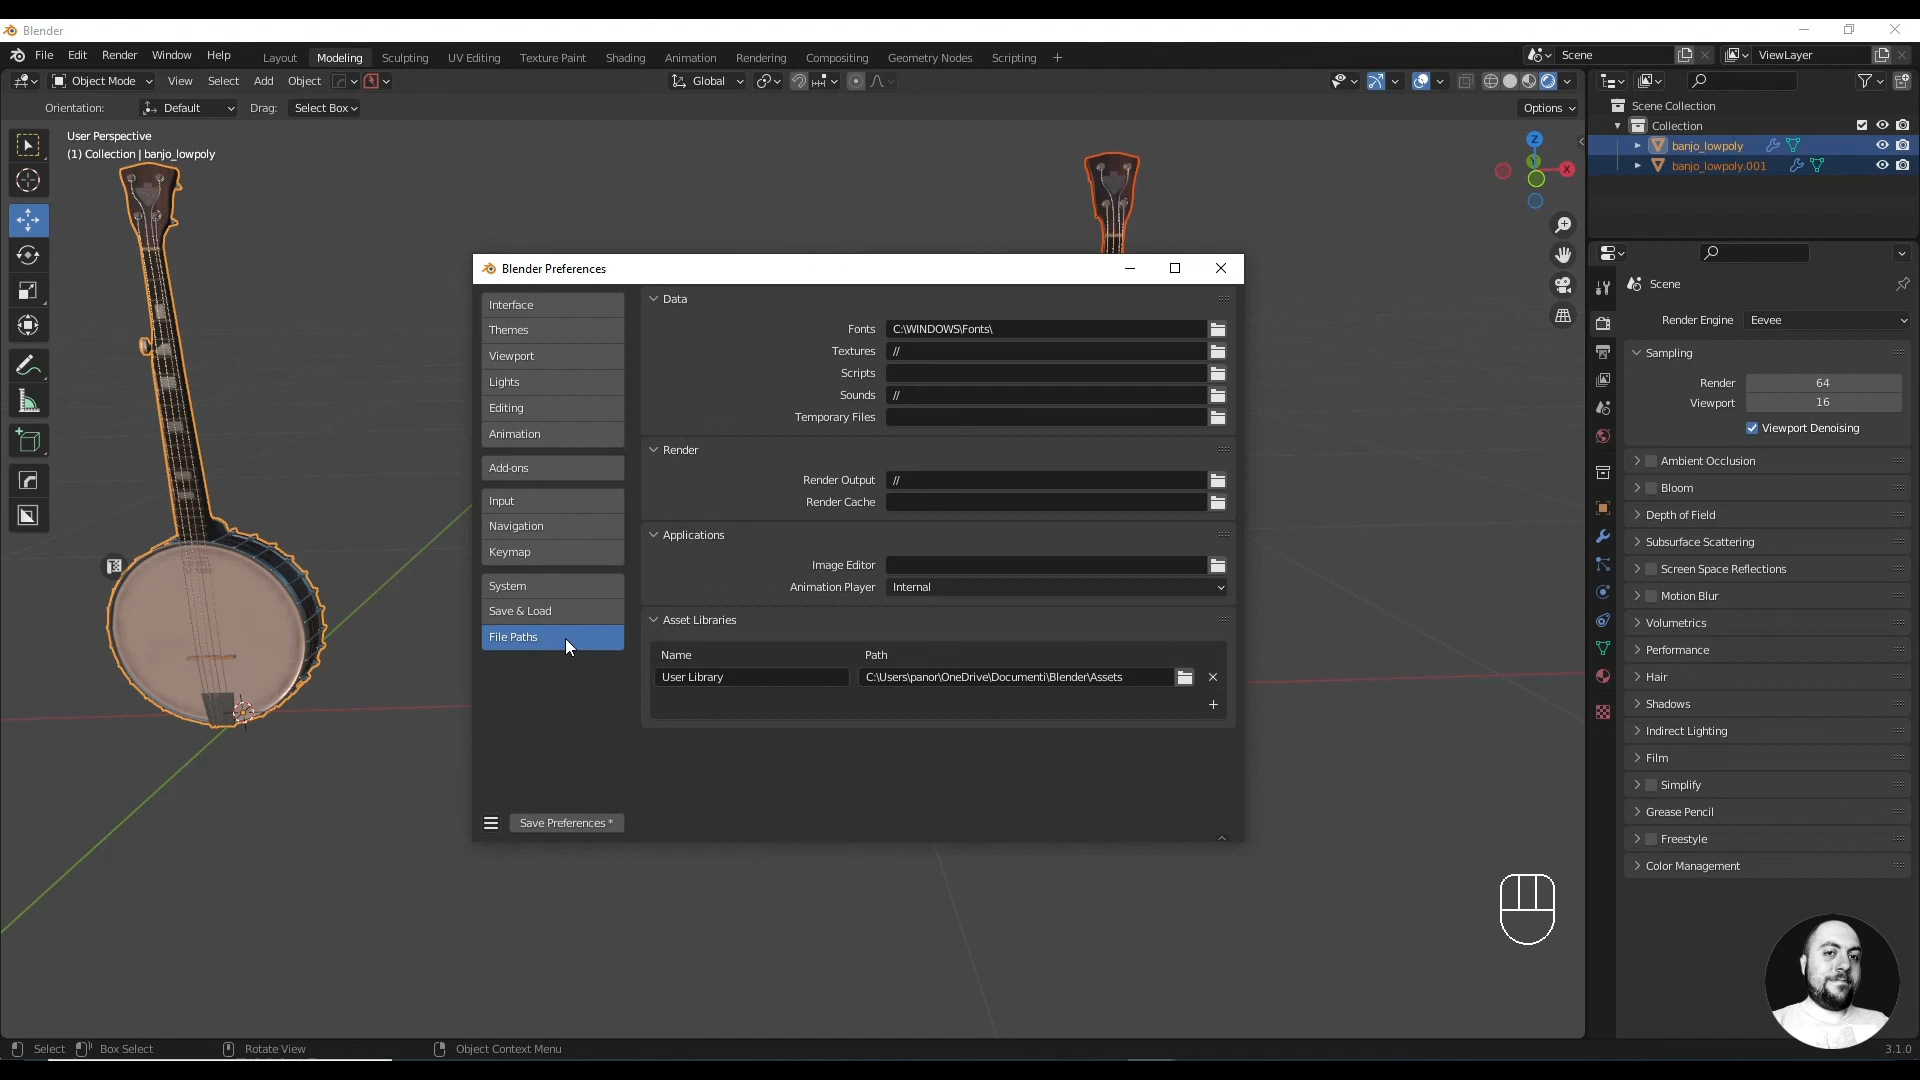 Blender
File Edit Render Window Help Layout Modeling Sculpting UV Editing Texture Paint Shading Animation Rendering Compositing Geometry Nodes Scripting + Scene ViewLayer
Object Mode View Select Add Object Global
Orientation: Default Drag: Select Box Options
User Perspective
(1) Collection | banjo_lowpoly
Scene Collection
Collection
banjo_lowpoly
banjo_lowpoly.001
Z
Y
X
Blender Preferences
Interface
Themes
Viewport
Lights
Editing
Animation
Add-ons
Input
Navigation
Keymap
System
Save & Load
File Paths
Save Preferences *
Data
Fonts C:\WINDOWS\Fonts\
Textures //
Scripts
Sounds //
Temporary Files
Render
Render Output //
Render Cache
Applications
Image Editor
Animation Player Internal
Asset Libraries
Name Path
User Library C:\Users\panor\OneDrive\Documenti\Blender\Assets
Scene
Render Engine Eevee
Sampling
Render 64
Viewport 16
Viewport Denoising
Ambient Occlusion
Bloom
Depth of Field
Subsurface Scattering
Screen Space Reflections
Motion Blur
Volumetrics
Performance
Hair
Shadows
Indirect Lighting
Film
Simplify
Grease Pencil
Freestyle
Color Management
Select Box Select Rotate View Object Context Menu 3.1.0